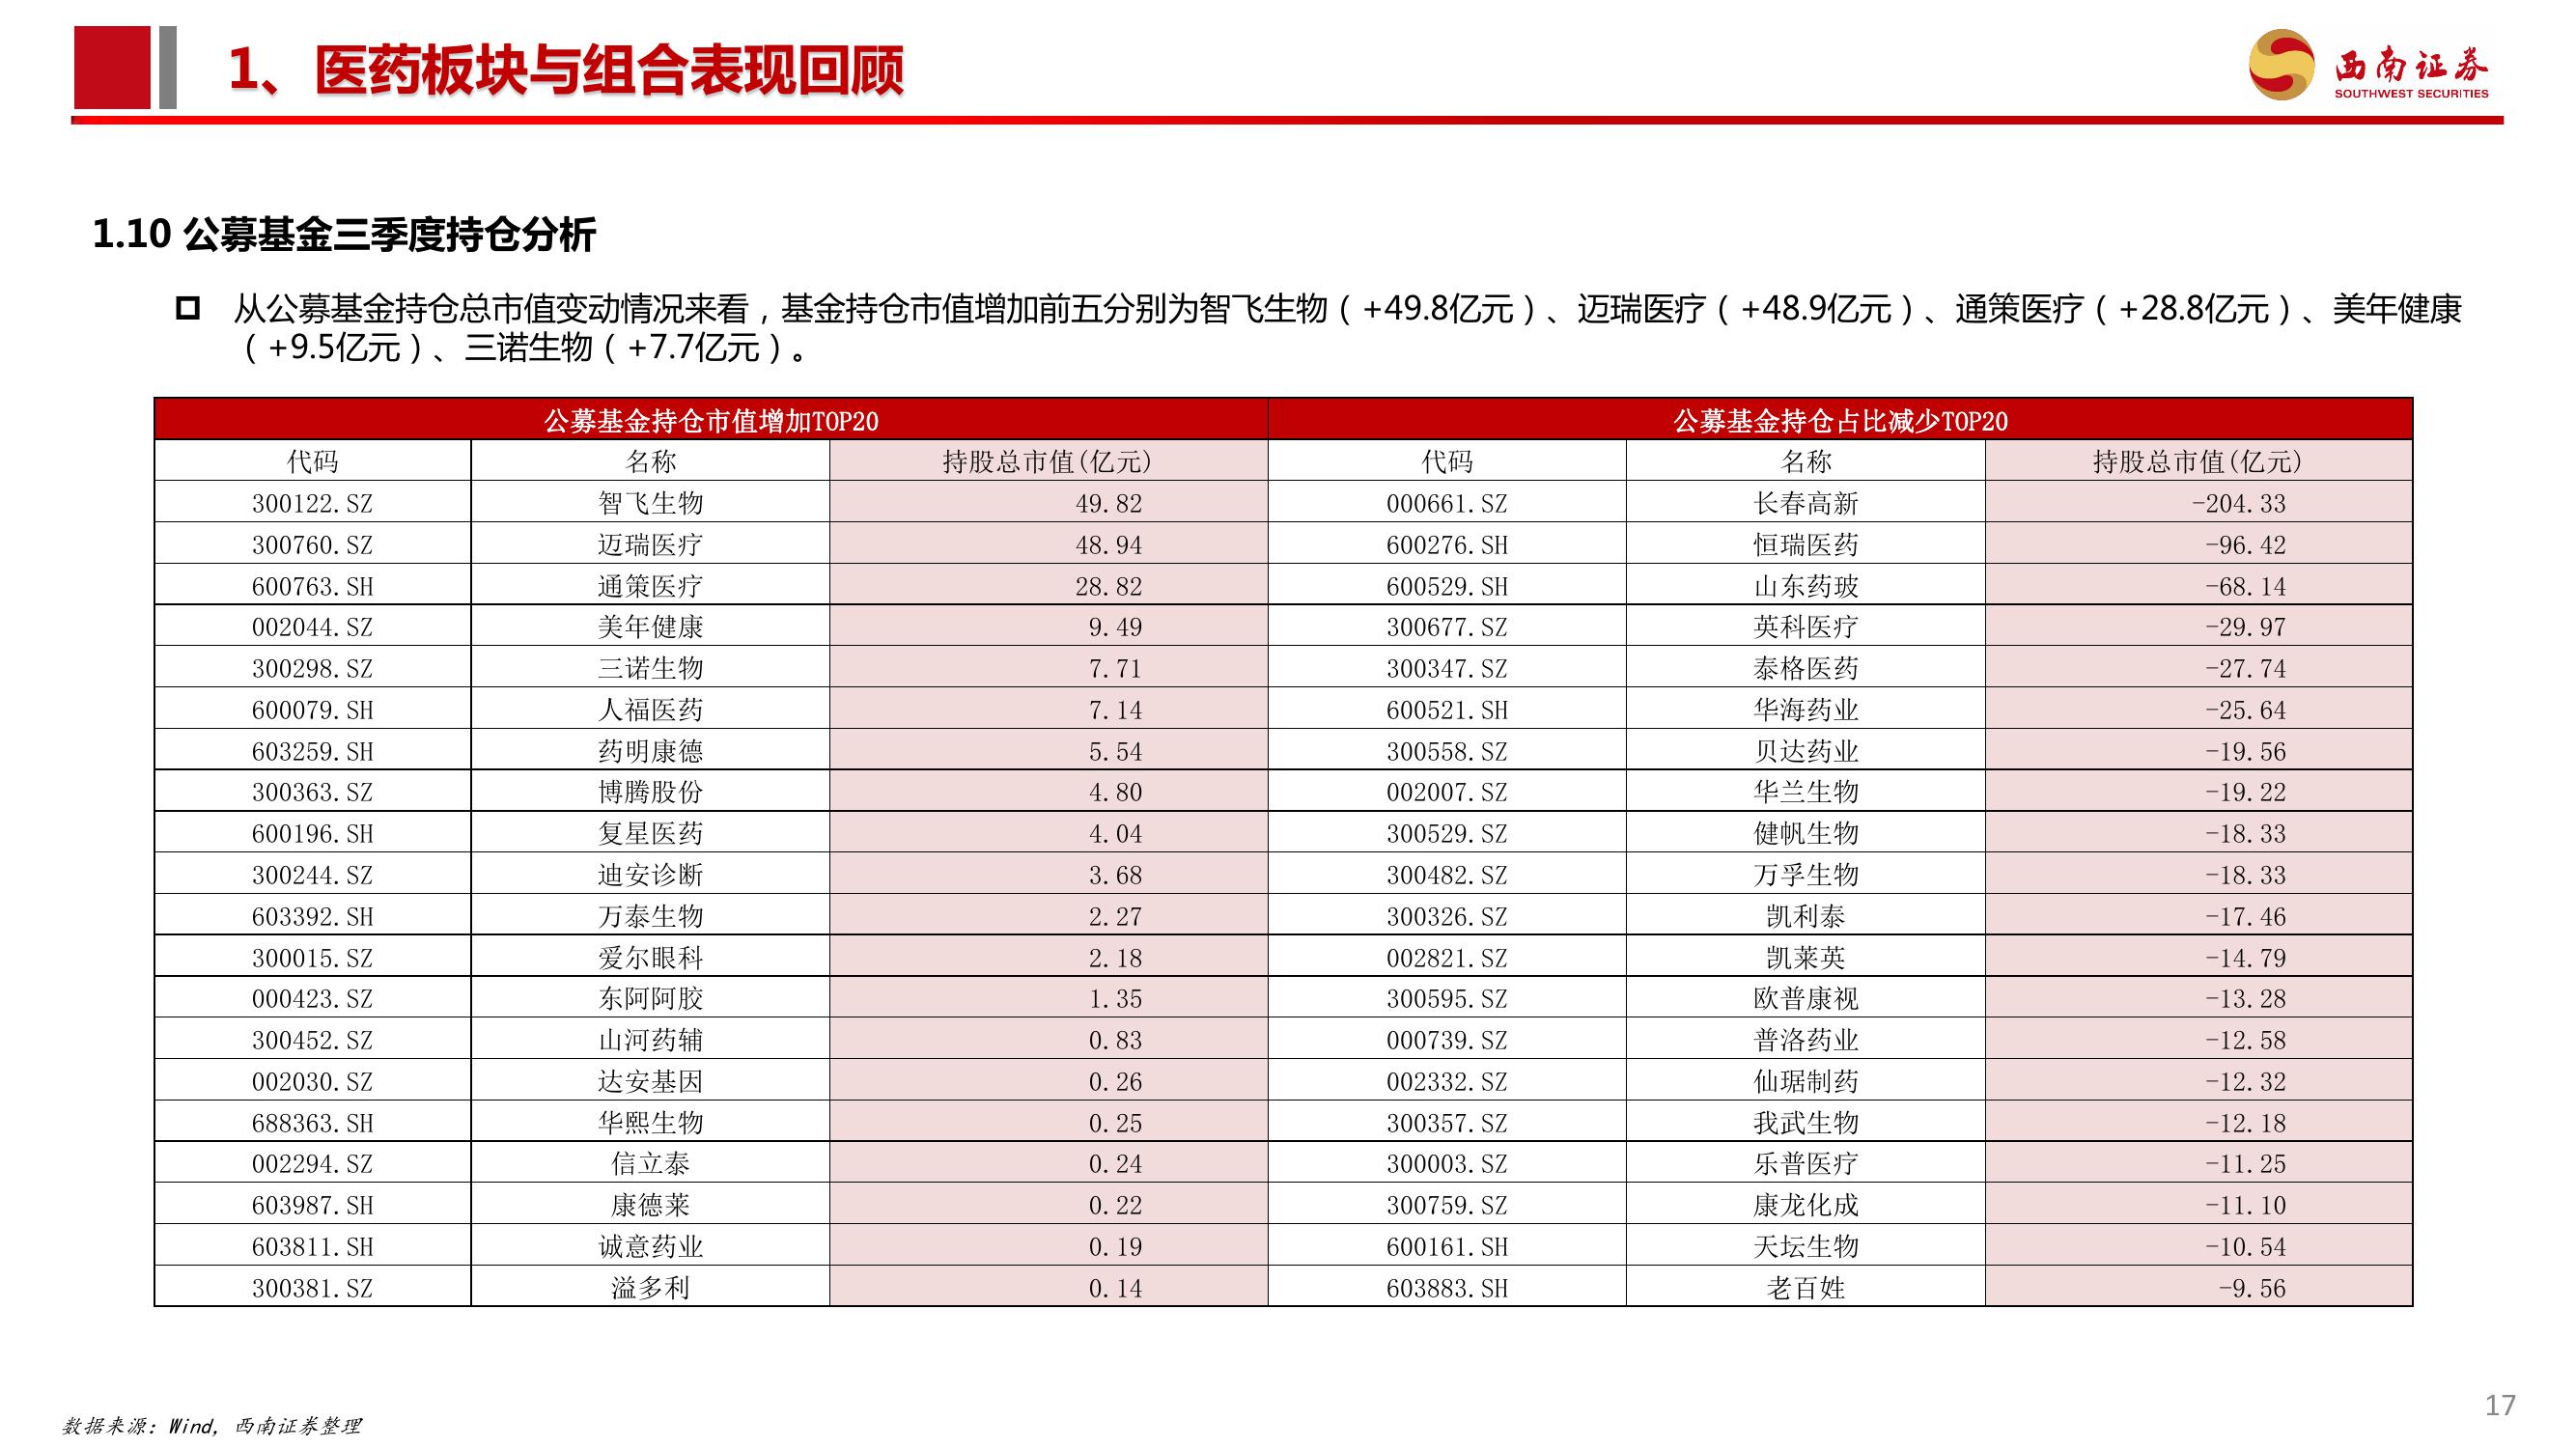 1、医药板块与组合表现回顾
西南证券
SOUTHWEST SECURITIES
1.10 公募基金三季度持仓分析
从公募基金持仓总市值变动情况来看，基金持仓市值增加前五分别为智飞生物（+49.8亿元）、迈瑞医疗（+48.9亿元）、通策医疗（+28.8亿元）、美年健康
（+9.5亿元）、三诺生物（+7.7亿元）。
公募基金持仓市值增加TOP20 公募基金持仓占比减少TOP20
代码 名称 持股总市值(亿元) 代码 名称 持股总市值(亿元)
300122.SZ 智飞生物 49.82 000661.SZ 长春高新 -204.33
300760.SZ 迈瑞医疗 48.94 600276.SH 恒瑞医药 -96.42
600763.SH 通策医疗 28.82 600529.SH 山东药玻 -68.14
002044.SZ 美年健康 9.49 300677.SZ 英科医疗 -29.97
300298.SZ 三诺生物 7.71 300347.SZ 泰格医药 -27.74
600079.SH 人福医药 7.14 600521.SH 华海药业 -25.64
603259.SH 药明康德 5.54 300558.SZ 贝达药业 -19.56
300363.SZ 博腾股份 4.80 002007.SZ 华兰生物 -19.22
600196.SH 复星医药 4.04 300529.SZ 健帆生物 -18.33
300244.SZ 迪安诊断 3.68 300482.SZ 万孚生物 -18.33
603392.SH 万泰生物 2.27 300326.SZ 凯利泰 -17.46
300015.SZ 爱尔眼科 2.18 002821.SZ 凯莱英 -14.79
000423.SZ 东阿阿胶 1.35 300595.SZ 欧普康视 -13.28
300452.SZ 山河药辅 0.83 000739.SZ 普洛药业 -12.58
002030.SZ 达安基因 0.26 002332.SZ 仙琚制药 -12.32
688363.SH 华熙生物 0.25 300357.SZ 我武生物 -12.18
002294.SZ 信立泰 0.24 300003.SZ 乐普医疗 -11.25
603987.SH 康德莱 0.22 300759.SZ 康龙化成 -11.10
603811.SH 诚意药业 0.19 600161.SH 天坛生物 -10.54
300381.SZ 溢多利 0.14 603883.SH 老百姓 -9.56
数据来源：Wind，西南证券整理
17